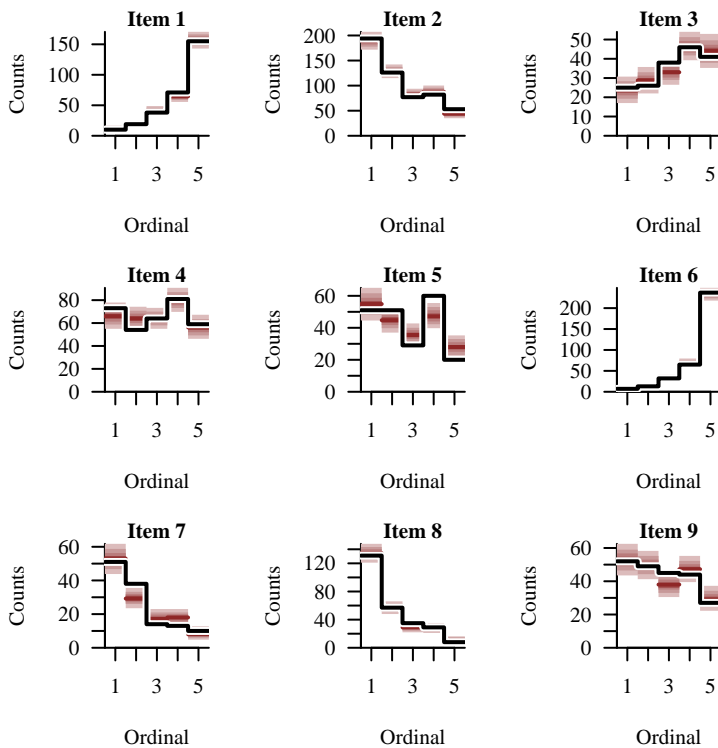 Item 1
Counts
150
100
50
0
1 3 5
Ordinal
Item 2
Counts
200
150
100
50
0
1 3 5
Ordinal
Item 3
Counts
50
40
30
20
10
0
1 3 5
Ordinal
Item 4
Counts
80
60
40
20
0
1 3 5
Ordinal
Item 5
Counts
60
40
20
0
1 3 5
Ordinal
Item 6
Counts
200
150
100
50
0
1 3 5
Ordinal
Item 7
Counts
60
40
20
0
1 3 5
Ordinal
Item 8
Counts
120
80
40
0
1 3 5
Ordinal
Item 9
Counts
60
40
20
0
1 3 5
Ordinal